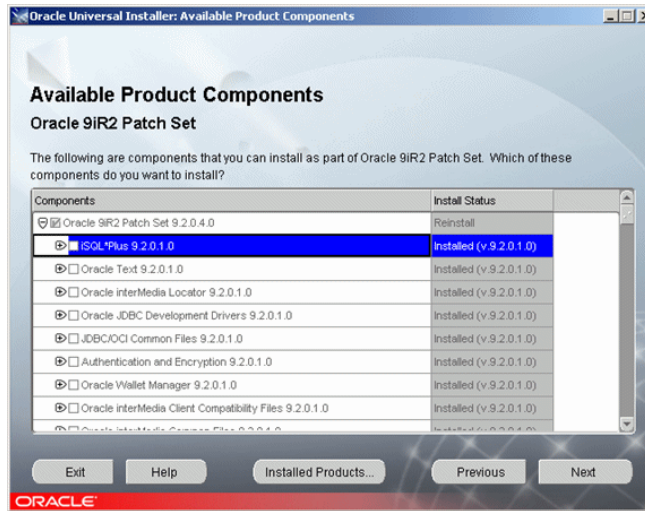 Oracle Universal Installer: Available Product Components
Available Product Components
Oracle 9iR2 Patch Set
The following are components that you can install as part of Oracle 9iR2 Patch Set. Which of these
components do you want to install?
Components Install Status
Oracle 9iR2 Patch Set 9.2.0.4.0 Reinstall
iSQL*Plus 9.2.0.1.0 Installed (v.9.2.0.1.0)
Oracle Text 9.2.0.1.0 Installed (v.9.2.0.1.0)
Oracle interMedia Locator 9.2.0.1.0 Installed (v.9.2.0.1.0)
Oracle JDBC Development Drivers 9.2.0.1.0 Installed (v.9.2.0.1.0)
JDBC/OCI Common Files 9.2.0.1.0 Installed (v.9.2.0.1.0)
Authentication and Encryption 9.2.0.1.0 Installed (v.9.2.0.1.0)
Oracle Wallet Manager 9.2.0.1.0 Installed (v.9.2.0.1.0)
Oracle interMedia Client Compatibility Files 9.2.0.1.0 Installed (v.9.2.0.1.0)
Exit Help Installed Products... Previous Next
ORACLE